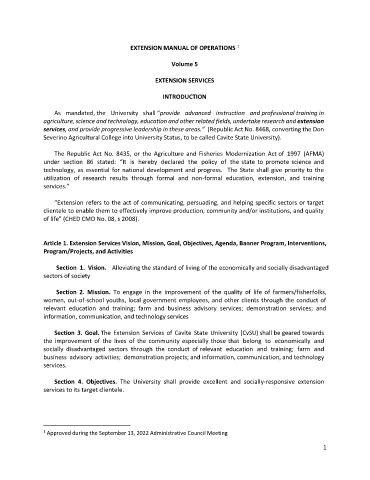 EXTENSION MANUAL OF OPERATIONS 1
Volume 5
EXTENSION SERVICES
INTRODUCTION
As mandated, the University shall "provide advanced instruction and professional training in
agriculture, science and technology, education and other related fields, undertake research and extension
services, and provide progressive leadership in these areas." (Republic Act No. 8468, converting the Don
Severino Agricultural College into University Status, to be called Cavite State University).
The Republic Act No. 8435, or the Agriculture and Fisheries Modernization Act of 1997 (AFMA)
under section 86 stated: "It is hereby declared the policy of the state to promote science and
technology, as essential for national development and progress. The State shall give priority to the
utilization of research results through formal and non-formal education, extension, and training
services."
"Extension refers to the act of communicating, persuading, and helping specific sectors or target
clientele to enable them to effectively improve production, community and/or institutions, and quality
of life" (CHED CMO No. 08, s 2008).
Article 1. Extension Services Vision, Mission, Goal, Objectives, Agenda, Banner Program, Interventions,
Program/Projects, and Activities
Section 1. Vision. Alleviating the standard of living of the economically and socially disadvantaged
sectors of society
Section 2. Mission. To engage in the improvement of the quality of life of farmers/fisherfolks,
women, out-of-school youths, local government employees, and other clients through the conduct of
relevant education and training; farm and business advisory services; demonstration services; and
information, communication, and technology services
Section 3. Goal. The Extension Services of Cavite State University (CvSU) shall be geared towards
the improvement of the lives of the community especially those that belong to economically and
socially disadvantaged sectors through the conduct of relevant education and training; farm and
business advisory activities; demonstration projects; and information, communication, and technology
services.
Section 4. Objectives. The University shall provide excellent and socially-responsive extension
services to its target clientele.
1 Approved during the September 13, 2022 Administrative Council Meeting
1